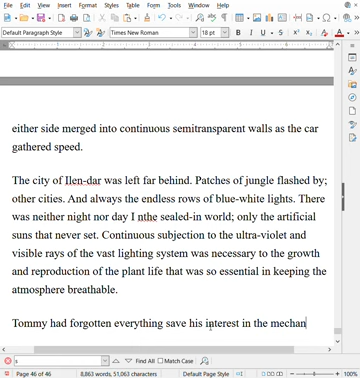 File Edit View Insert Format Styles Table Form Tools Window Help
Default Paragraph Style Times New Roman 18 pt B I U S
either side merged into continuous semitransparent walls as the car
gathered speed.
The city of Ilen-dar was left far behind. Patches of jungle flashed by;
other cities. And always the endless rows of blue-white lights. There
was neither night nor day I nthe sealed-in world; only the artificial
suns that never set. Continuous subjection to the ultra-violet and
visible rays of the vast lighting system was necessary to the growth
and reproduction of the plant life that was so essential in keeping the
atmosphere breathable.
Tommy had forgotten everything save his interest in the mechan
s Find All Match Case
Page 46 of 46 8,863 words, 51,063 characters Default Page Style 100%